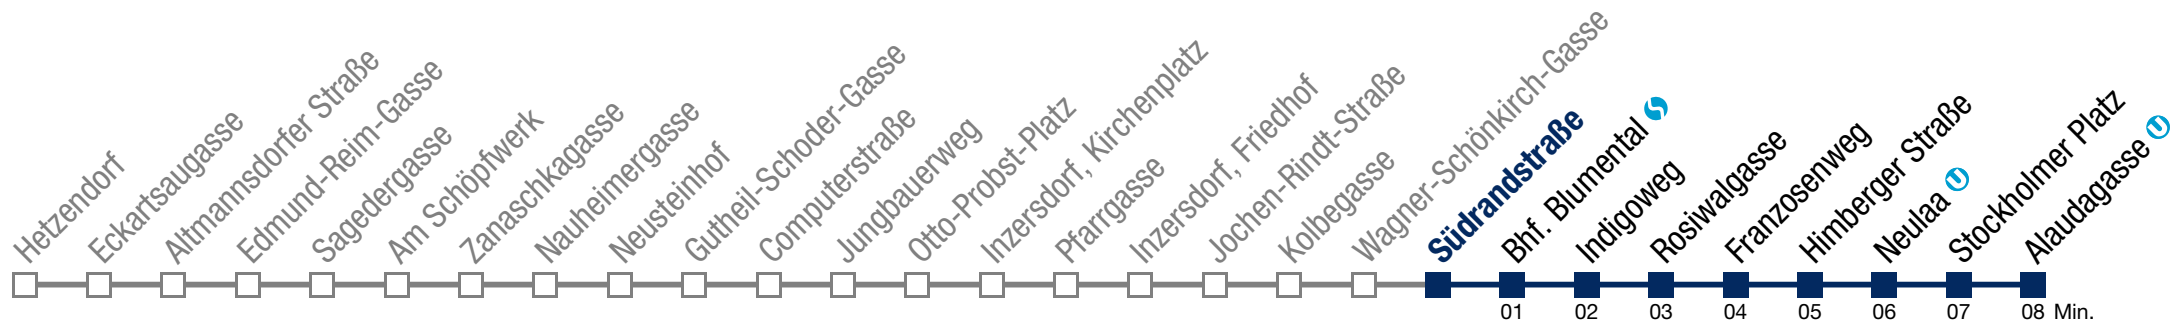 Hetzendorf
Eckartsaugasse
Altmannsdorfer Straße
Edmund-Reim-Gasse
Sagedergasse
Am Schöpfwerk
Zanaschkagasse
Nauheimergasse
Neusteinhof
Gutheil-Schoder-Gasse
Computerstraße
Jungbauerweg
Otto-Probst-Platz
Inzersdorf, Kirchenplatz
Pfarrgasse
Inzersdorf, Friedhof
Jochen-Rindt-Straße
Kolbegasse
Wagner-Schönkirch-Gasse
Südrandstraße
Bhf. Blumental S
Indigoweg
Rosiwalgasse
Franzosenweg
Himberger Straße
Neulaa U
Stockholmer Platz
Alaudagasse U
01 02 03 04 05 06 07 08 Min.